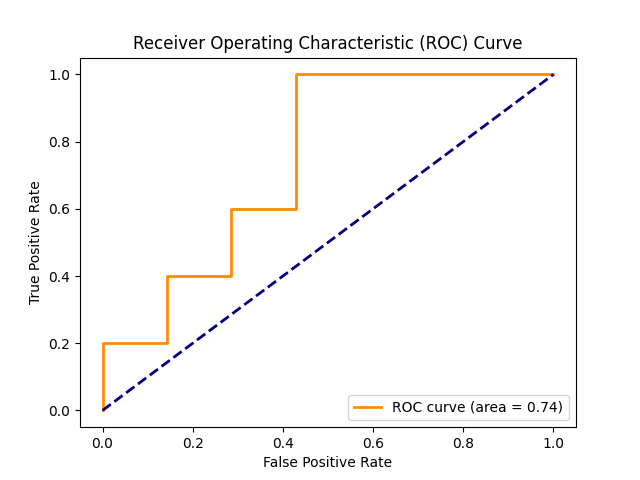 Receiver Operating Characteristic (ROC) Curve
True Positive Rate
1.0
0.8
0.6
0.4
0.2
0.0
ROC curve (area = 0.74)
0.0 0.2 0.4 0.6 0.8 1.0
False Positive Rate